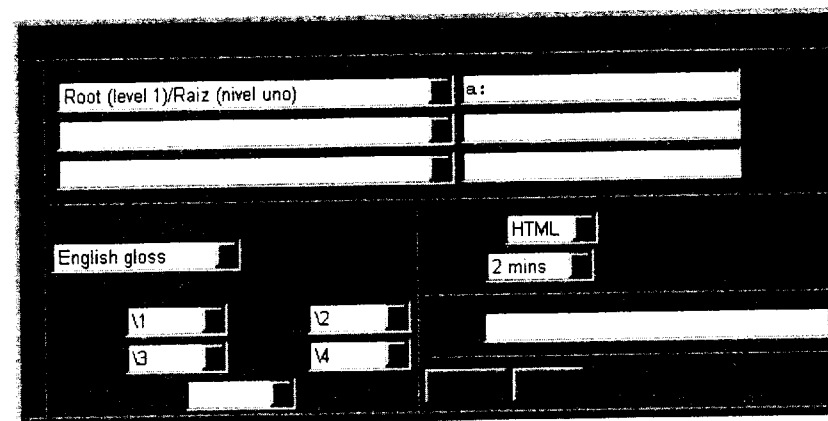 Root (level 1)/Raiz (nivel uno) a:
HTML
English gloss
2 mins
\1 \2
\3 \4